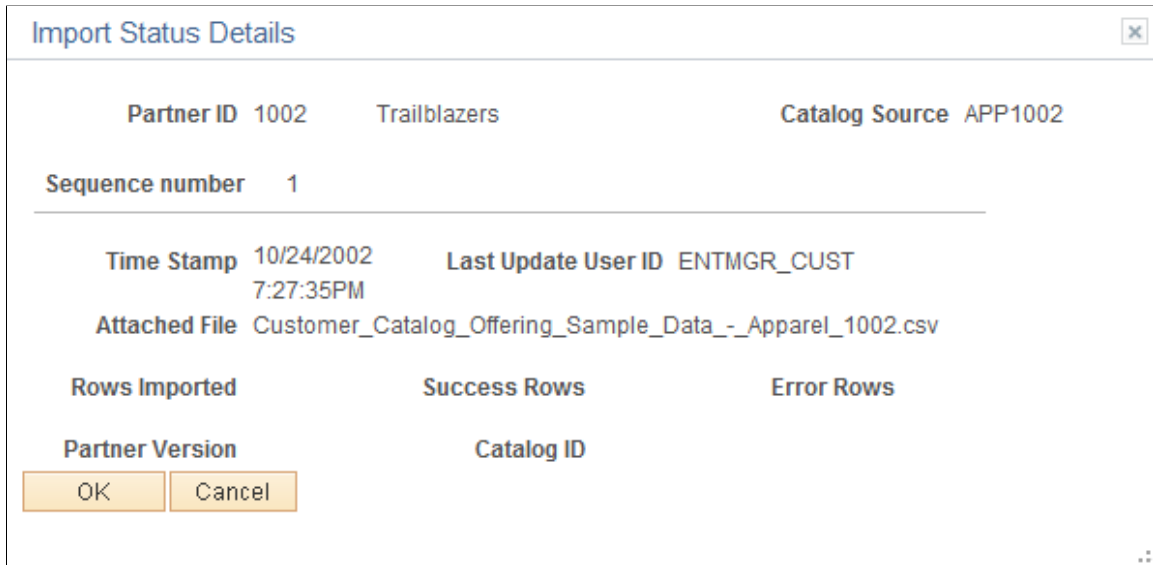 Import Status Details
Partner ID 1002 Trailblazers Catalog Source APP1002
Sequence number 1
Time Stamp 10/24/2002 7:27:35PM Last Update User ID ENTMGR_CUST
Attached File Customer_Catalog_Offering_Sample_Data_-_Apparel_1002.csv
Rows Imported Success Rows Error Rows
Partner Version Catalog ID
OK Cancel